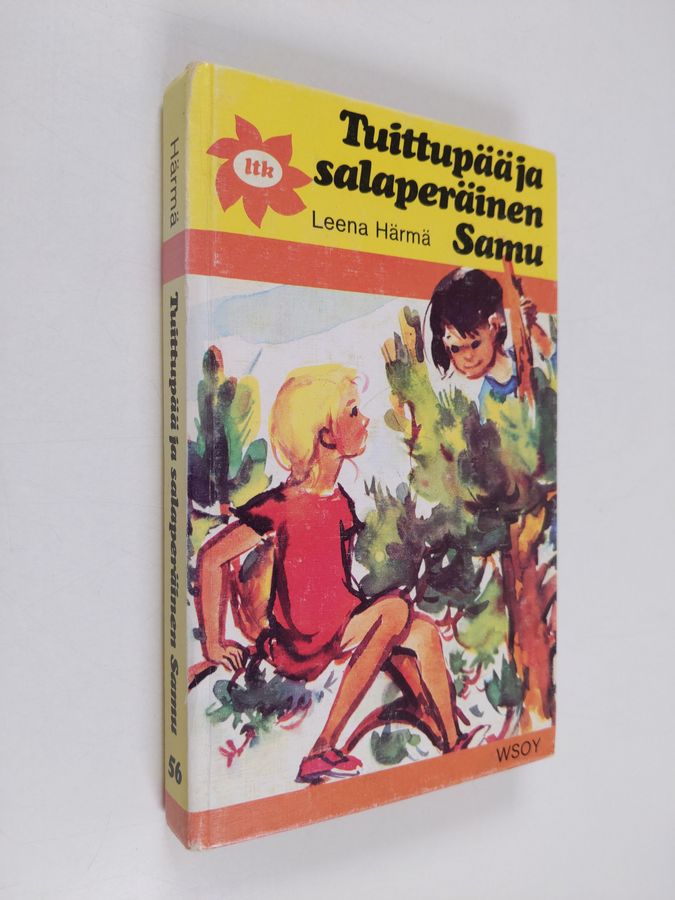 ltk
Tuittupää ja
salaperäinen
Samu
Leena Härmä
WSOY
Härmä
Tuittupää ja salaperäinen Samu
56